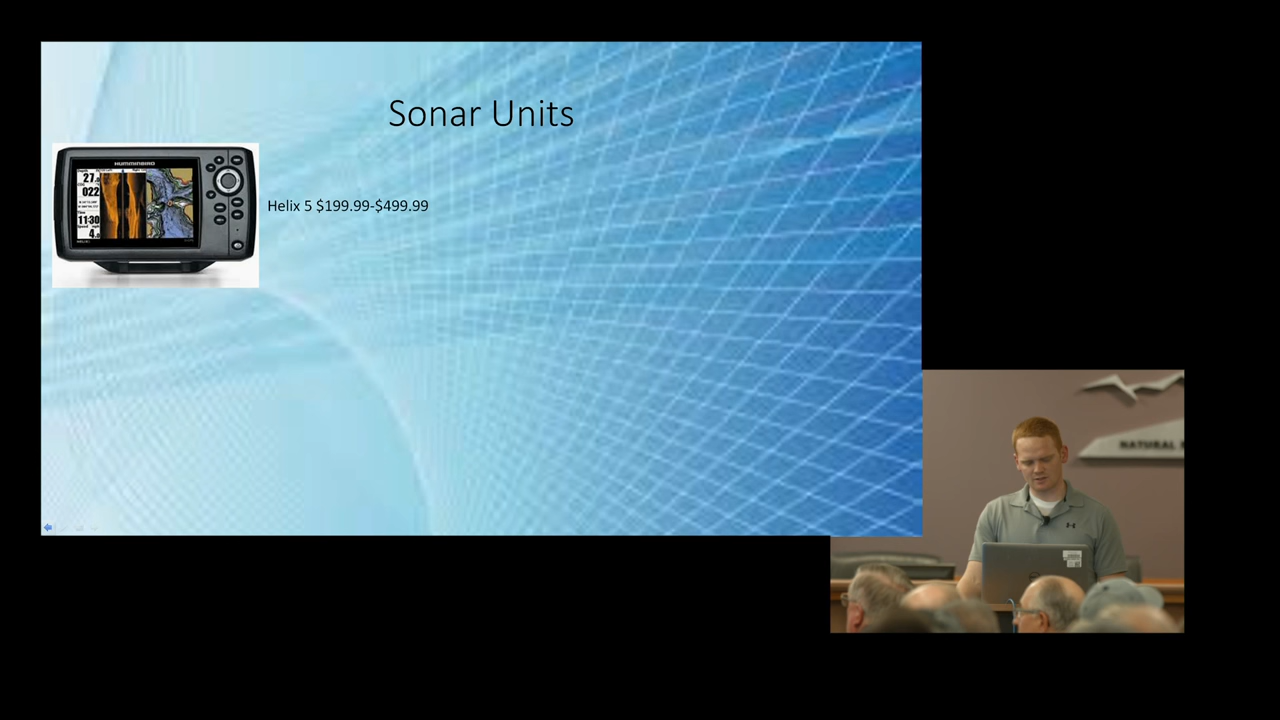 Sonar Units
HUMMINBIRD
27.
022
11:30
4.
Helix 5 $199.99-$499.99
NATURAL